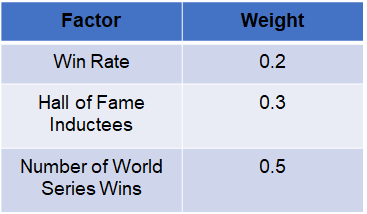 Factor Weight
Win Rate 0.2
Hall of Fame 0.3
Inductees
Number of World 0.5
Series Wins